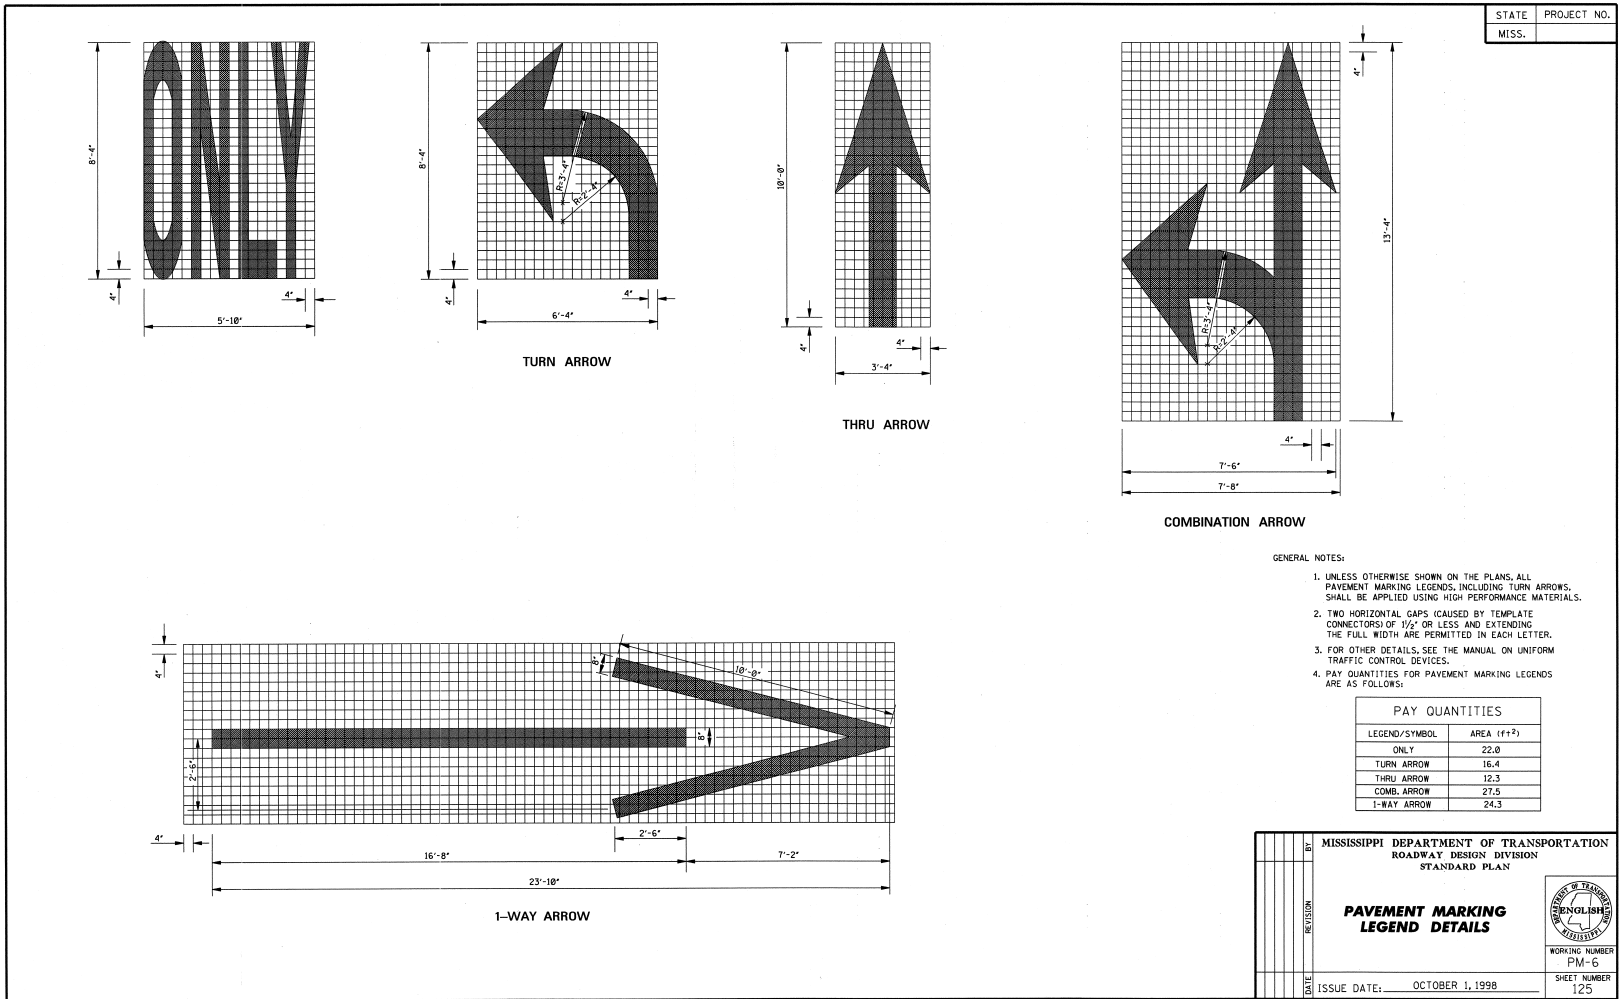 STATE PROJECT NO.
MISS.
ONLY
8'-4"
4"
4"
5'-10"
8'-4"
4"
4"
6'-4"
R=3'-4"
R=2'-4"
TURN ARROW
10'-0"
4"
4"
3'-4"
THRU ARROW
4"
13'-4"
R=3'-4"
R=2'-4"
4"
7'-6"
7'-8"
COMBINATION ARROW
4"
8"
10'-0"
8"
2'-6"
4"
2'-6"
16'-8"
7'-2"
23'-10"
1-WAY ARROW
GENERAL NOTES:
1. UNLESS OTHERWISE SHOWN ON THE PLANS, ALL
PAVEMENT MARKING LEGENDS, INCLUDING TURN ARROWS,
SHALL BE APPLIED USING HIGH PERFORMANCE MATERIALS.
2. TWO HORIZONTAL GAPS (CAUSED BY TEMPLATE
CONNECTORS) OF 1½" OR LESS AND EXTENDING
THE FULL WIDTH ARE PERMITTED IN EACH LETTER.
3. FOR OTHER DETAILS, SEE THE MANUAL ON UNIFORM
TRAFFIC CONTROL DEVICES.
4. PAY QUANTITIES FOR PAVEMENT MARKING LEGENDS
ARE AS FOLLOWS:
PAY QUANTITIES
LEGEND/SYMBOL AREA (ft²)
ONLY 22.0
TURN ARROW 16.4
THRU ARROW 12.3
COMB. ARROW 27.5
1-WAY ARROW 24.3
BY
REVISION
DATE
MISSISSIPPI DEPARTMENT OF TRANSPORTATION
ROADWAY DESIGN DIVISION
STANDARD PLAN
PAVEMENT MARKING
LEGEND DETAILS
DEPARTMENT OF TRANSPORTATION
ENGLISH
MISSISSIPPI
WORKING NUMBER
PM-6
SHEET NUMBER
125
ISSUE DATE: OCTOBER 1, 1998